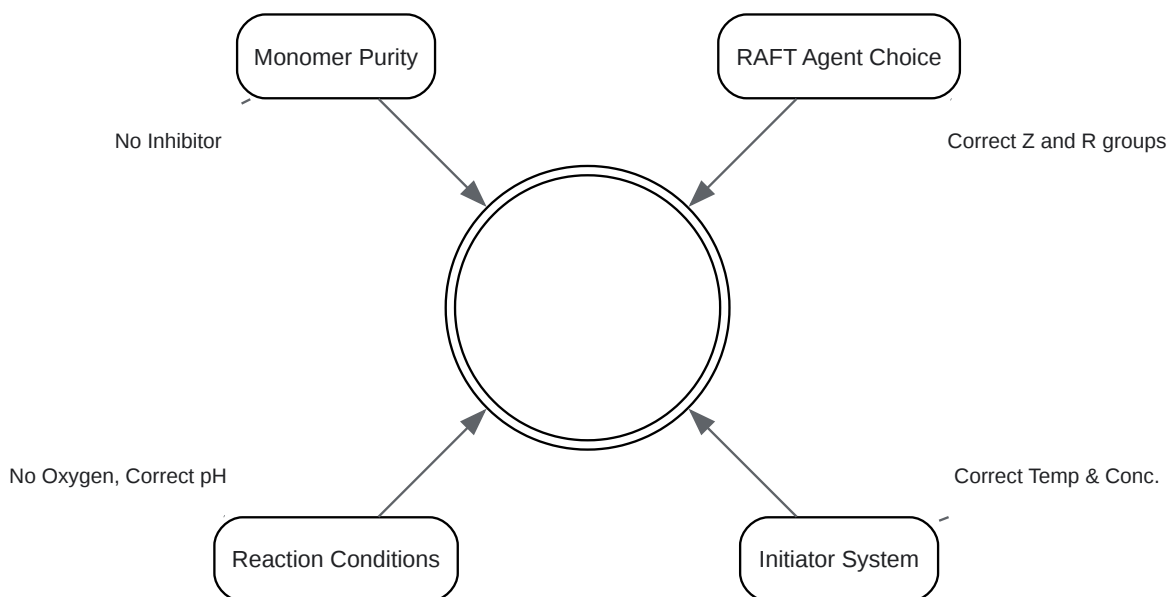 Monomer Purity
RAFT Agent Choice
No Inhibitor
Correct Z and R groups
No Oxygen, Correct pH
Correct Temp & Conc.
Reaction Conditions
Initiator System